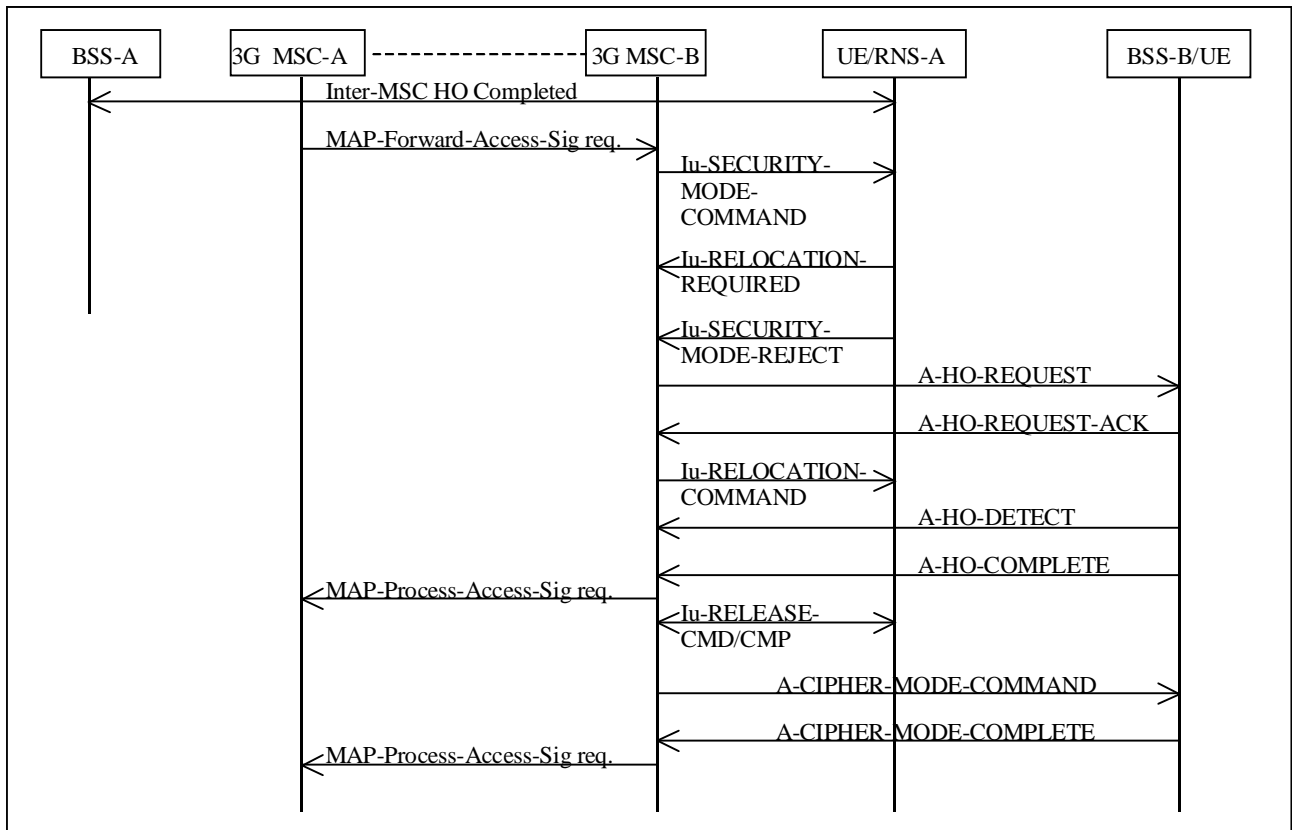 BSS-A
3G MSC-A
3G MSC-B
UE/RNS-A
BSS-B/UE
Inter-MSC HO Completed
MAP-Forward-Access-Sig req.
Iu-SECURITY-
MODE-
COMMAND
Iu-RELOCATION-
REQUIRED
Iu-SECURITY-
MODE-REJECT
A-HO-REQUEST
A-HO-REQUEST-ACK
Iu-RELOCATION-
COMMAND
A-HO-DETECT
A-HO-COMPLETE
MAP-Process-Access-Sig req.
Iu-RELEASE-
CMD/CMP
A-CIPHER-MODE-COMMAND
A-CIPHER-MODE-COMPLETE
MAP-Process-Access-Sig req.